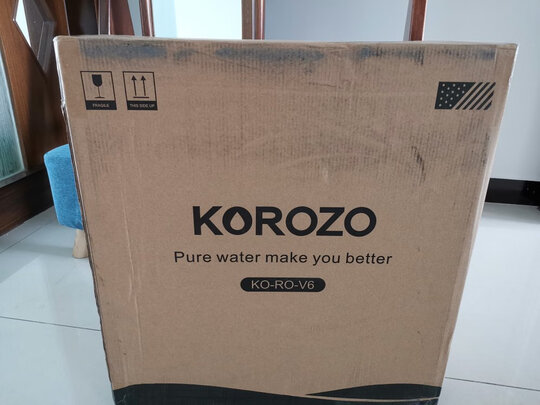 FRAGILE
THIS SIDE UP
KOROZO
Pure water make you better
KO-RO-V6